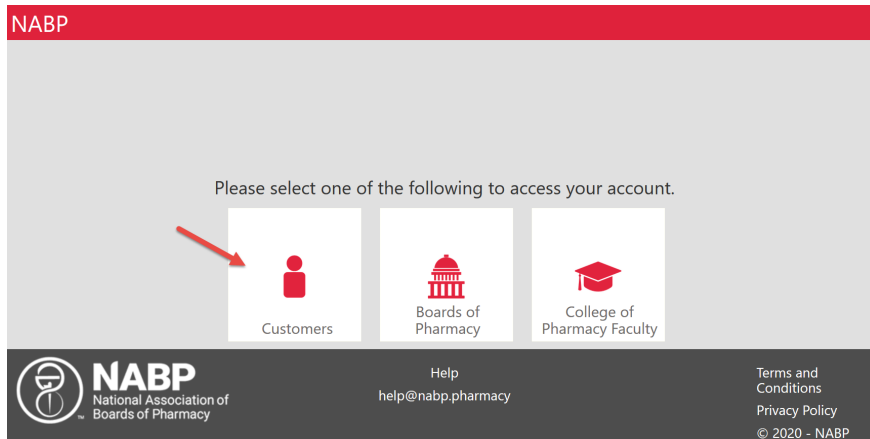 NABP
Please select one of the following to access your account.
Customers
Boards of
Pharmacy
College of
Pharmacy Faculty
NABP
National Association of
Boards of Pharmacy
TM
Help
help@nabp.pharmacy
Terms and
Conditions
Privacy Policy
© 2020 - NABP